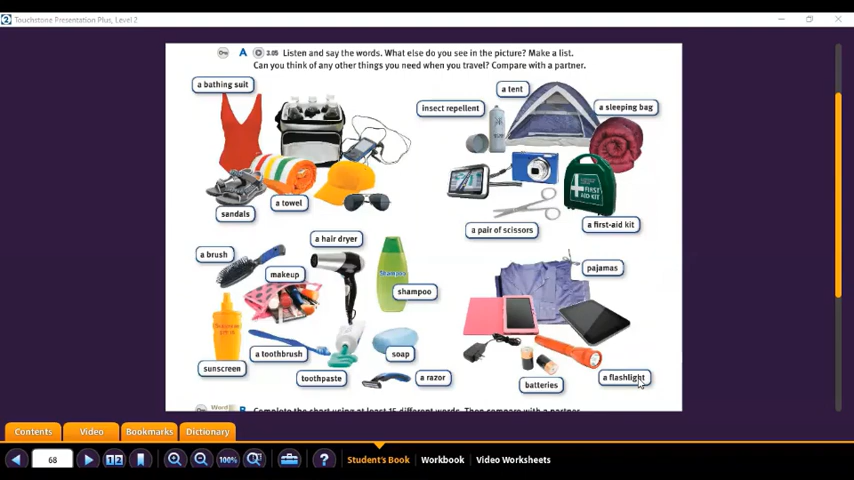 Touchstone Presentation Plus, Level 2
A 3.05 Listen and say the words. What else do you see in the picture? Make a list.
Can you think of any other things you need when you travel? Compare with a partner.
a bathing suit
sandals
a towel
insect repellent
a tent
a sleeping bag
FIRST
AID KIT
a pair of scissors
a first-aid kit
a brush
a hair dryer
makeup
Shampoo
shampoo
sunscreen
a toothbrush
toothpaste
soap
a razor
pajamas
batteries
a flashlight
Word
B Complete the chart using at least 15 different words. Then compare with a partner.
Contents
Video
Bookmarks
Dictionary
68
100%
?
Student's Book
Workbook
Video Worksheets